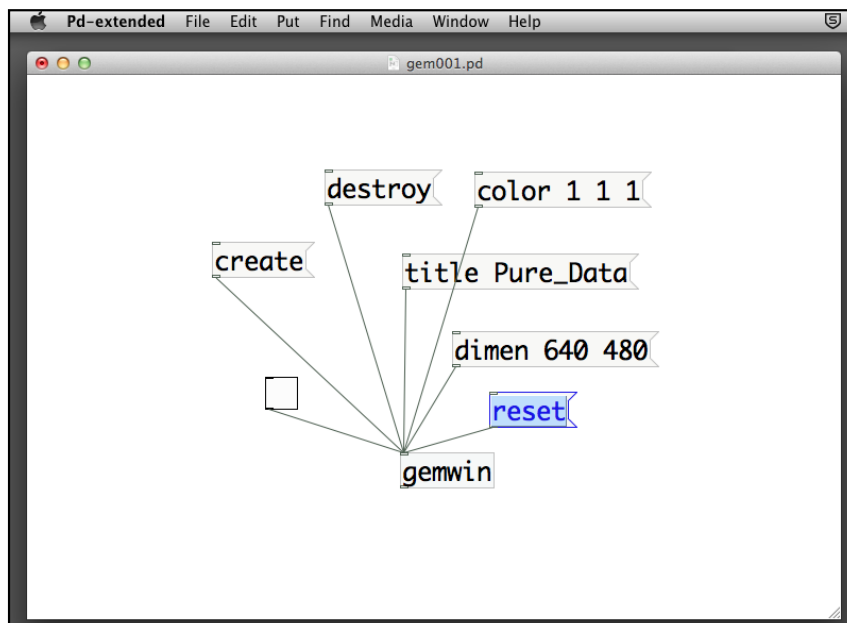 Pd-extended File Edit Put Find Media Window Help
gem001.pd
destroy
color 1 1 1
create
title Pure_Data
dimen 640 480
reset
gemwin